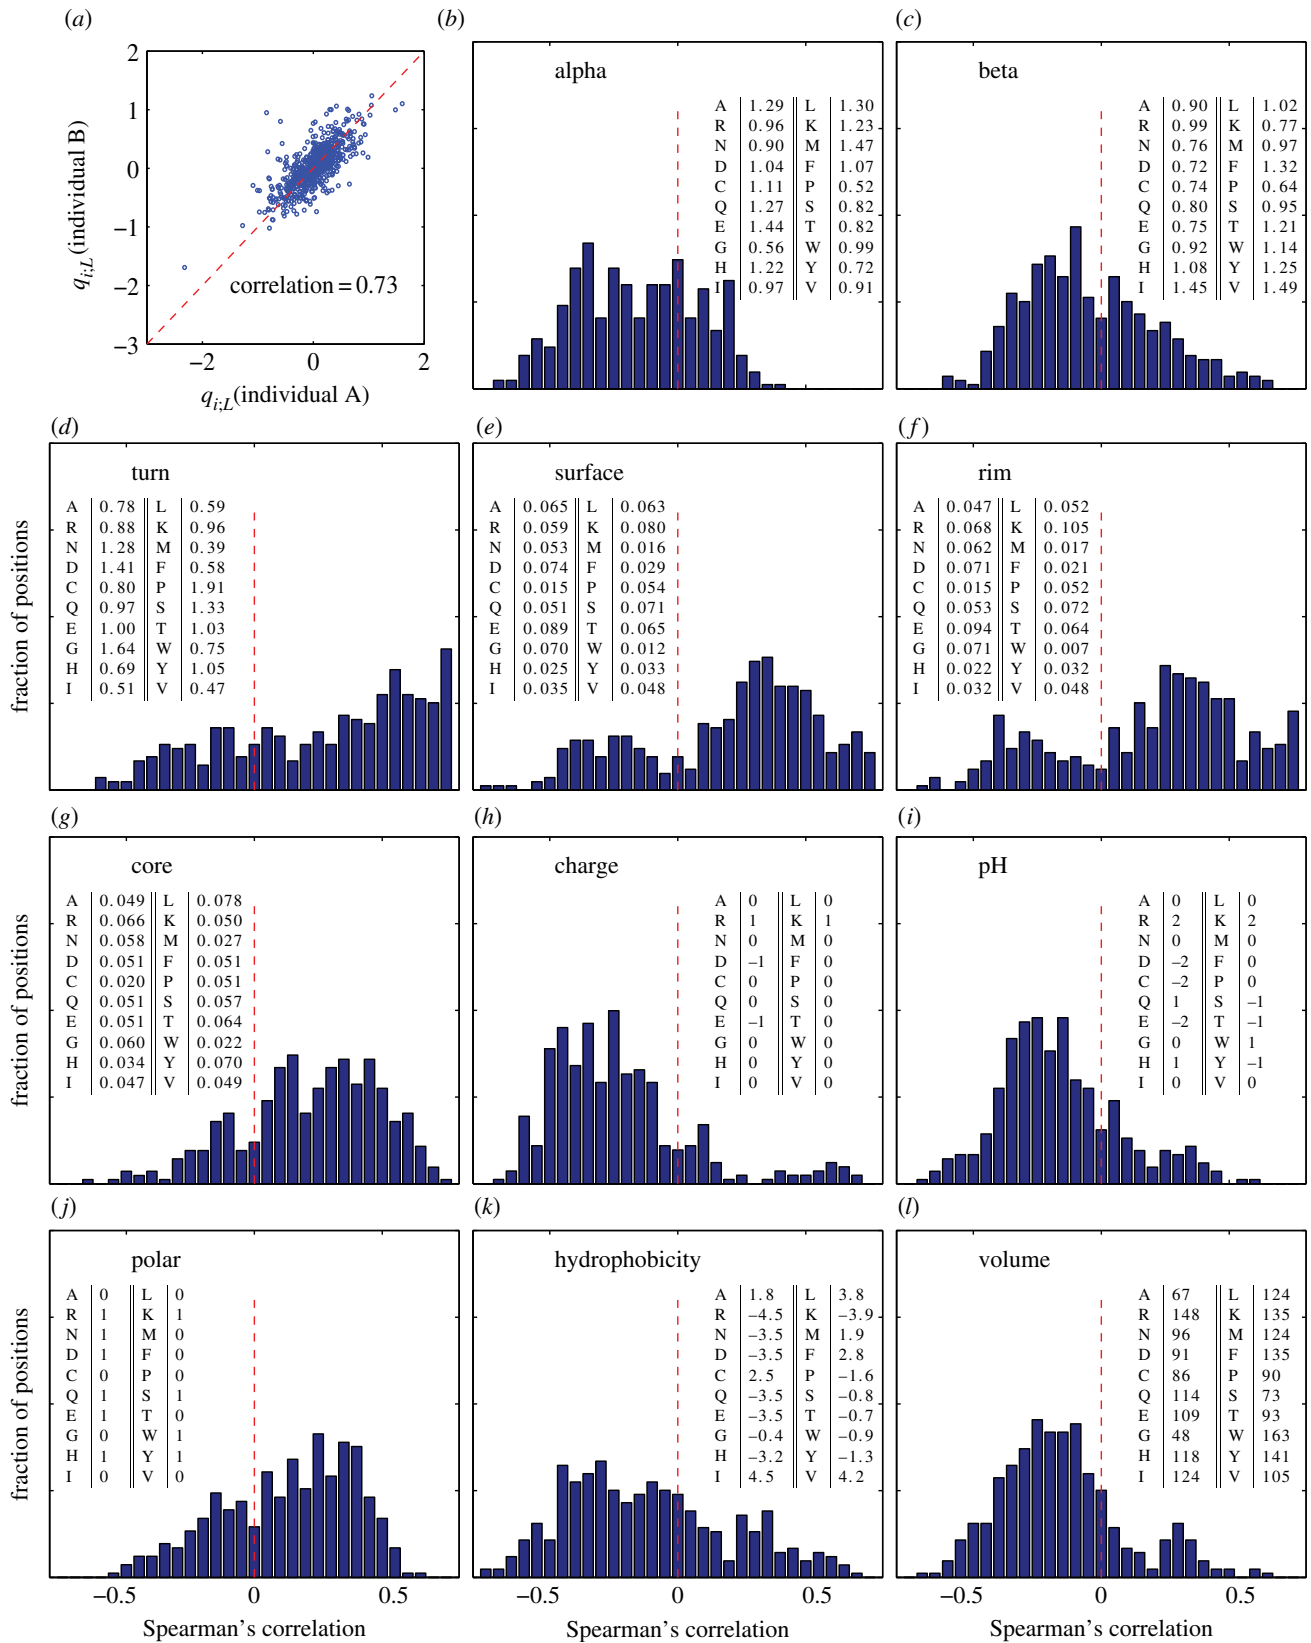 (a)
2
1
0
−1
−2
−3
q_{i;L} (individual B)
correlation = 0.73
−2 0 2
q_{i;L} (individual A)
(b)
alpha
A 1.29 L 1.30
R 0.96 K 1.23
N 0.90 M 1.47
D 1.04 F 1.07
C 1.11 P 0.52
Q 1.27 S 0.82
E 1.44 T 0.82
G 0.56 W 0.99
H 1.22 Y 0.72
I 0.97 V 0.91
(c)
beta
A 0.90 L 1.02
R 0.99 K 0.77
N 0.76 M 0.97
D 0.72 F 1.32
C 0.74 P 0.64
Q 0.80 S 0.95
E 0.75 T 1.21
G 0.92 W 1.14
H 1.08 Y 1.25
I 1.45 V 1.49
(d)
turn
A 0.78 L 0.59
R 0.88 K 0.96
N 1.28 M 0.39
D 1.41 F 0.58
C 0.80 P 1.91
Q 0.97 S 1.33
E 1.00 T 1.03
G 1.64 W 0.75
H 0.69 Y 1.05
I 0.51 V 0.47
fraction of positions
(e)
surface
A 0.065 L 0.063
R 0.059 K 0.080
N 0.053 M 0.016
D 0.074 F 0.029
C 0.015 P 0.054
Q 0.051 S 0.071
E 0.089 T 0.065
G 0.070 W 0.012
H 0.025 Y 0.033
I 0.035 V 0.048
(f)
rim
A 0.047 L 0.052
R 0.068 K 0.105
N 0.062 M 0.017
D 0.071 F 0.021
C 0.015 P 0.052
Q 0.053 S 0.072
E 0.094 T 0.064
G 0.071 W 0.007
H 0.022 Y 0.032
I 0.032 V 0.048
(g)
core
A 0.049 L 0.078
R 0.066 K 0.050
N 0.058 M 0.027
D 0.051 F 0.051
C 0.020 P 0.051
Q 0.051 S 0.057
E 0.051 T 0.064
G 0.060 W 0.022
H 0.034 Y 0.070
I 0.047 V 0.049
fraction of positions
(h)
charge
A 0 L 0
R 1 K 1
N 0 M 0
D −1 F 0
C 0 P 0
Q 0 S 0
E −1 T 0
G 0 W 0
H 0 Y 0
I 0 V 0
(i)
pH
A 0 L 0
R 2 K 2
N 0 M 0
D −2 F 0
C −2 P 0
Q 1 S −1
E −2 T −1
G 0 W 1
H 1 Y −1
I 0 V 0
(j)
polar
A 0 L 0
R 1 K 1
N 1 M 0
D 1 F 0
C 0 P 0
Q 1 S 1
E 1 T 0
G 0 W 1
H 1 Y 1
I 0 V 0
fraction of positions
−0.5 0 0.5
Spearman's correlation
(k)
hydrophobicity
A 1.8 L 3.8
R −4.5 K −3.9
N −3.5 M 1.9
D −3.5 F 2.8
C 2.5 P −1.6
Q −3.5 S −0.8
E −3.5 T −0.7
G −0.4 W −0.9
H −3.2 Y −1.3
I 4.5 V 4.2
−0.5 0 0.5
Spearman's correlation
(l)
volume
A 67 L 124
R 148 K 135
N 96 M 124
D 91 F 135
C 86 P 90
Q 114 S 73
E 109 T 93
G 48 W 163
H 118 Y 141
I 124 V 105
−0.5 0 0.5
Spearman's correlation